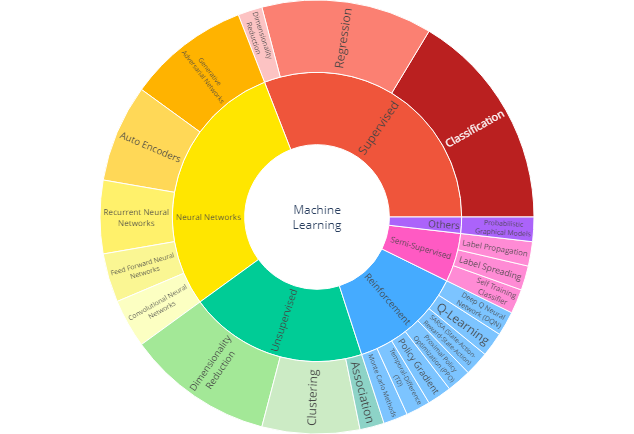 Machine
Learning
Supervised
Classification
Regression
Dimensionality
Reduction
Neural Networks
Generative
Adversarial Networks
Auto Encoders
Recurrent Neural
Networks
Feed Forward Neural
Networks
Convolutional Neural
Networks
Unsupervised
Dimensionality
Reduction
Clustering
Association
Reinforcement
Monte Carlo Methods
Temporal Difference
(TD)
Policy Gradient
Proximal Policy
Optimization (PPO)
SARSA (State-Action-
Reward-State-Action)
Q-Learning
Deep Q Neural
Network (DQN)
Semi-Supervised
Self Training
Classifier
Label Spreading
Label Propagation
Others
Probabilistic
Graphical Models